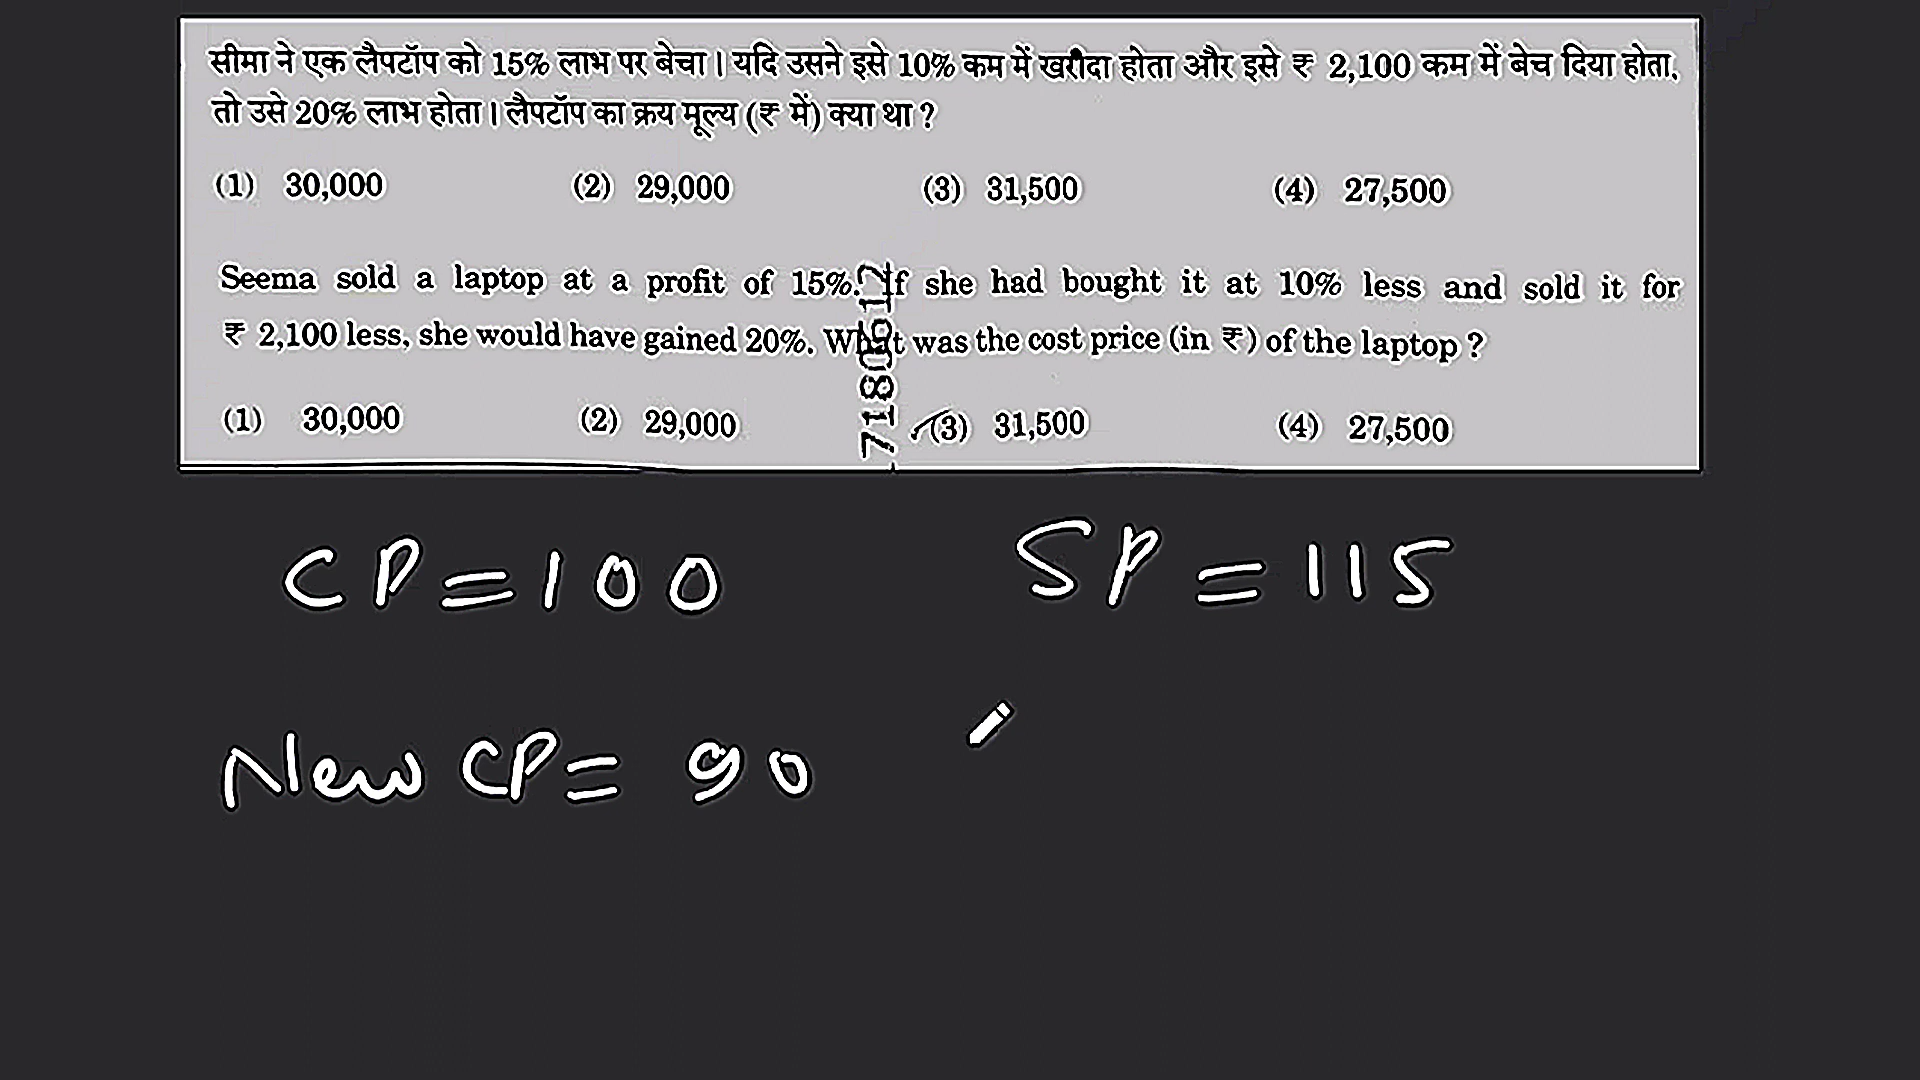 सीमा ने एक लैपटॉप को 15% लाभ पर बेचा । यदि उसने इसे 10% कम में खरीदा होता और इसे ₹ 2,100 कम में बेच दिया होता,
तो उसे 20% लाभ होता । लैपटॉप का क्रय मूल्य (₹ में) क्या था ?
(1) 30,000 (2) 29,000 (3) 31,500 (4) 27,500
Seema sold a laptop at a profit of 15%. If she had bought it at 10% less and sold it for
₹ 2,100 less, she would have gained 20%. What was the cost price (in ₹) of the laptop ?
(1) 30,000 (2) 29,000 (3) 31,500 (4) 27,500
CP=100 SP=115
New CP= 90